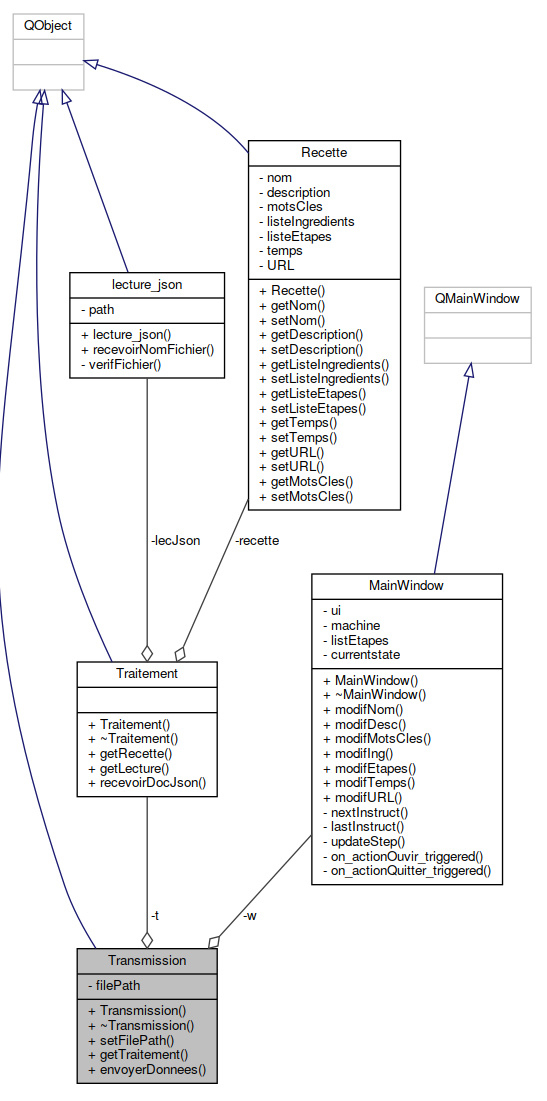 QObject
Recette
- nom
- description
- motsCles
- listeIngredients
- listeEtapes
- temps
- URL
+ Recette()
+ getNom()
+ setNom()
+ getDescription()
+ setDescription()
+ getListeIngredients()
+ setListeIngredients()
+ getListeEtapes()
+ setListeEtapes()
+ getTemps()
+ setTemps()
+ getURL()
+ setURL()
+ getMotsCles()
+ setMotsCles()
lecture_json
- path
+ lecture_json()
+ recevoirNomFichier()
- verifFichier()
QMainWindow
-lecJson
-recette
MainWindow
- ui
- machine
- listEtapes
- currentstate
+ MainWindow()
+ ~MainWindow()
+ modifNom()
+ modifDesc()
+ modifMotsCles()
+ modifIng()
+ modifEtapes()
+ modifTemps()
+ modifURL()
- nextInstruct()
- lastInstruct()
- updateStep()
- on_actionOuvir_triggered()
- on_actionQuitter_triggered()
Traitement
+ Traitement()
+ ~Traitement()
+ getRecette()
+ getLecture()
+ recevoirDocJson()
-t
-w
Transmission
- filePath
+ Transmission()
+ ~Transmission()
+ setFilePath()
+ getTraitement()
+ envoyerDonnees()